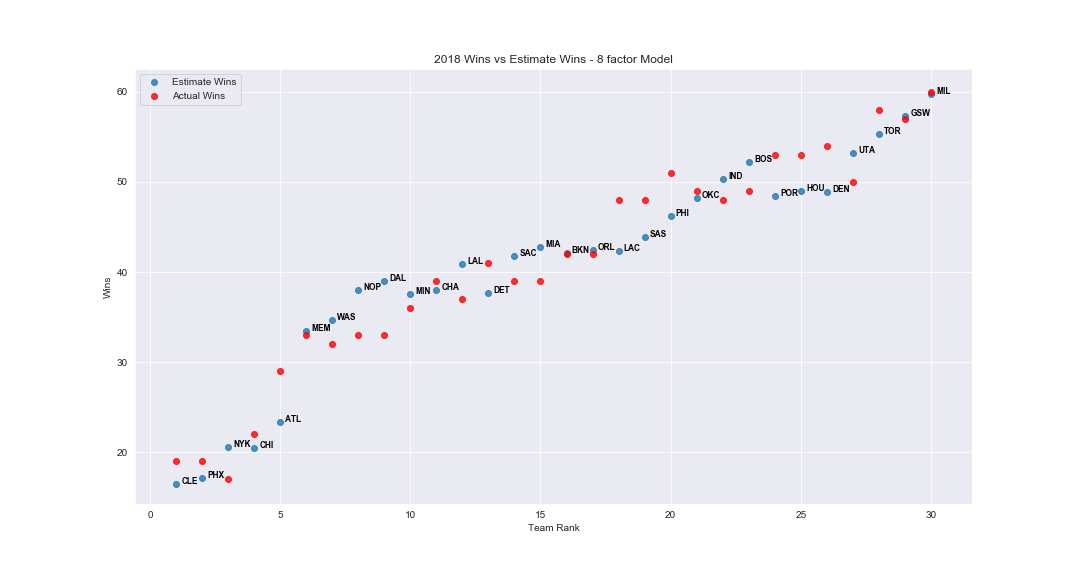 2018 Wins vs Estimate Wins - 8 factor Model
Estimate Wins
Actual Wins
60
50
40
30
20
Wins
MIL
GSW
TOR
UTA
BOS
IND
OKC
POR
HOU
DEN
PHI
SAS
LAC
ORL
BKN
MIA
SAC
LAL
DET
CHA
MIN
DAL
NOP
WAS
MEM
ATL
NYK
CHI
PHX
CLE
0 5 10 15 20 25 30
Team Rank